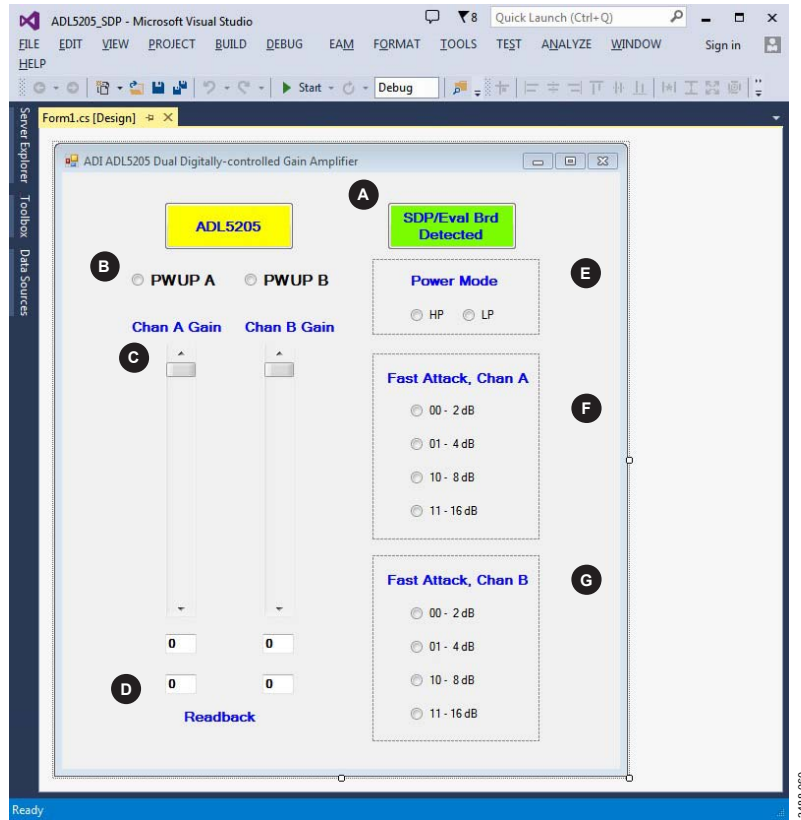 ADL5205_SDP - Microsoft Visual Studio
8
Quick Launch (Ctrl+Q)
FILE EDIT VIEW PROJECT BUILD DEBUG EAM FORMAT TOOLS TEST ANALYZE WINDOW Sign in
HELP
Start Debug
Server Explorer
Toolbox
Data Sources
Form1.cs [Design]
ADI ADL5205 Dual Digitally-controlled Gain Amplifier
A
ADL5205
SDP/Eval Brd
Detected
B
PWUP A PWUP B
Power Mode
E
HP LP
Chan A Gain Chan B Gain
C
Fast Attack, Chan A
00 - 2 dB
F
01 - 4 dB
10 - 8 dB
11 - 16 dB
Fast Attack, Chan B
G
00 - 2 dB
0 0
01 - 4 dB
D
0 0
10 - 8 dB
Readback
11 - 16 dB
Ready